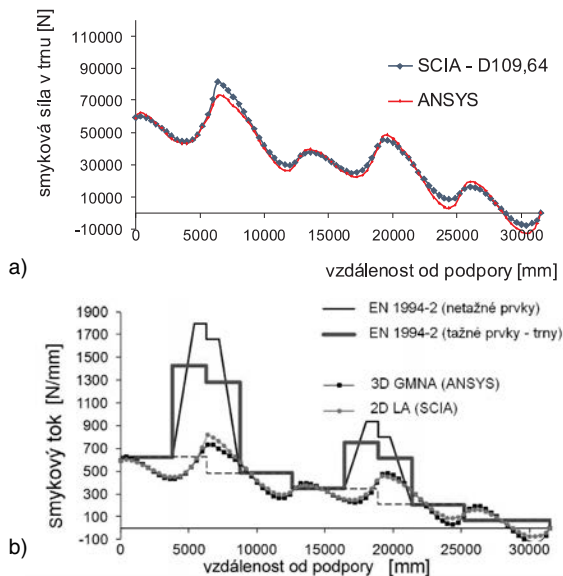 a)
smyková síla v trnu [N]
110000
90000
70000
50000
30000
10000
-10000
0
5000
10000
15000
20000
25000
30000
SCIA - D109,64
ANSYS
vzdálenost od podpory [mm]
b)
smykový tok [N/mm]
1900
1700
1500
1300
1100
900
700
500
300
100
-100
0
5000
10000
15000
20000
25000
30000
EN 1994-2 (netažné prvky)
EN 1994-2 (tažné prvky - trny)
3D GMNA (ANSYS)
2D LA (SCIA)
vzdálenost od podpory [mm]